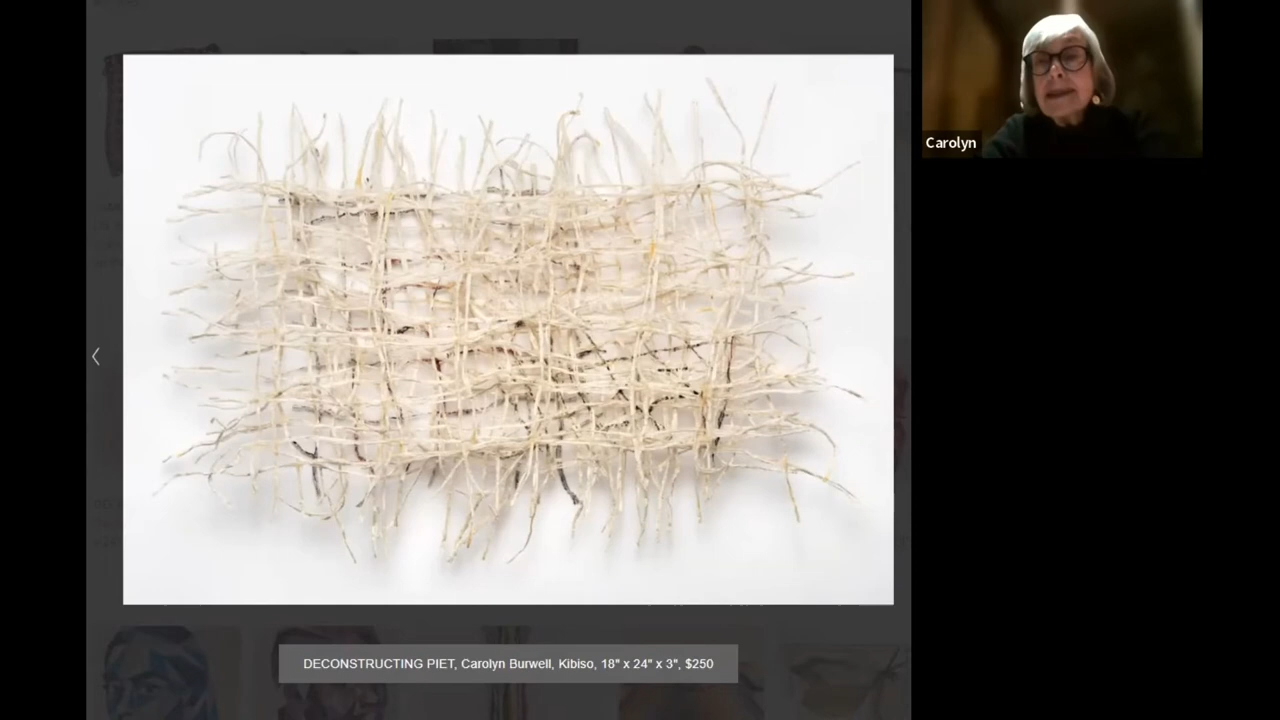 Carolyn
DECONSTRUCTING PIET, Carolyn Burwell, Kibiso, 18" x 24" x 3", $250